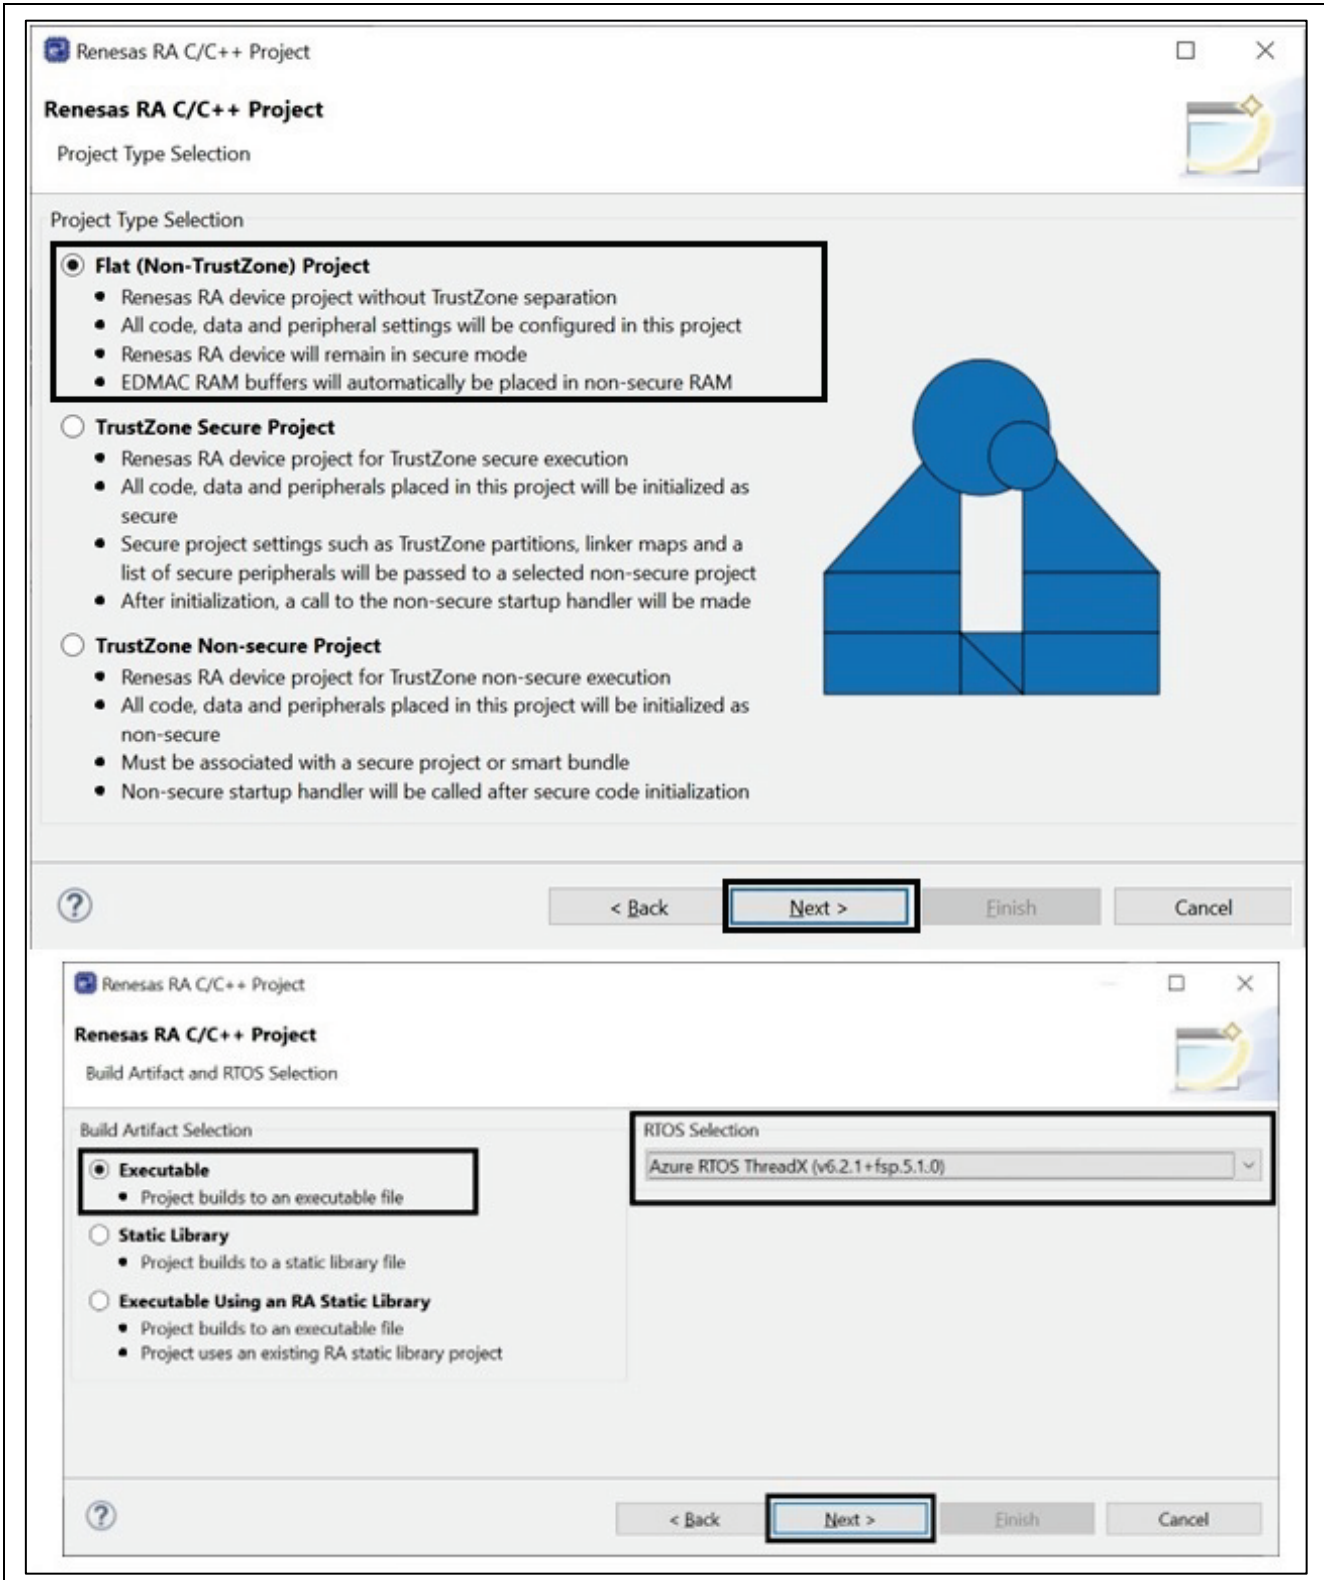 Renesas RA C/C++ Project
Renesas RA C/C++ Project
Project Type Selection
Project Type Selection
Flat (Non-TrustZone) Project
• Renesas RA device project without TrustZone separation
• All code, data and peripheral settings will be configured in this project
• Renesas RA device will remain in secure mode
• EDMAC RAM buffers will automatically be placed in non-secure RAM
TrustZone Secure Project
• Renesas RA device project for TrustZone secure execution
• All code, data and peripherals placed in this project will be initialized as
secure
• Secure project settings such as TrustZone partitions, linker maps and a
list of secure peripherals will be passed to a selected non-secure project
• After initialization, a call to the non-secure startup handler will be made
TrustZone Non-secure Project
• Renesas RA device project for TrustZone non-secure execution
• All code, data and peripherals placed in this project will be initialized as
non-secure
• Must be associated with a secure project or smart bundle
• Non-secure startup handler will be called after secure code initialization
? < Back Next > Finish Cancel
Renesas RA C/C++ Project
Renesas RA C/C++ Project
Build Artifact and RTOS Selection
Build Artifact Selection
Executable
• Project builds to an executable file
Static Library
• Project builds to a static library file
Executable Using an RA Static Library
• Project builds to an executable file
• Project uses an existing RA static library project
RTOS Selection
Azure RTOS ThreadX (v6.2.1+fsp.5.1.0)
? < Back Next > Finish Cancel